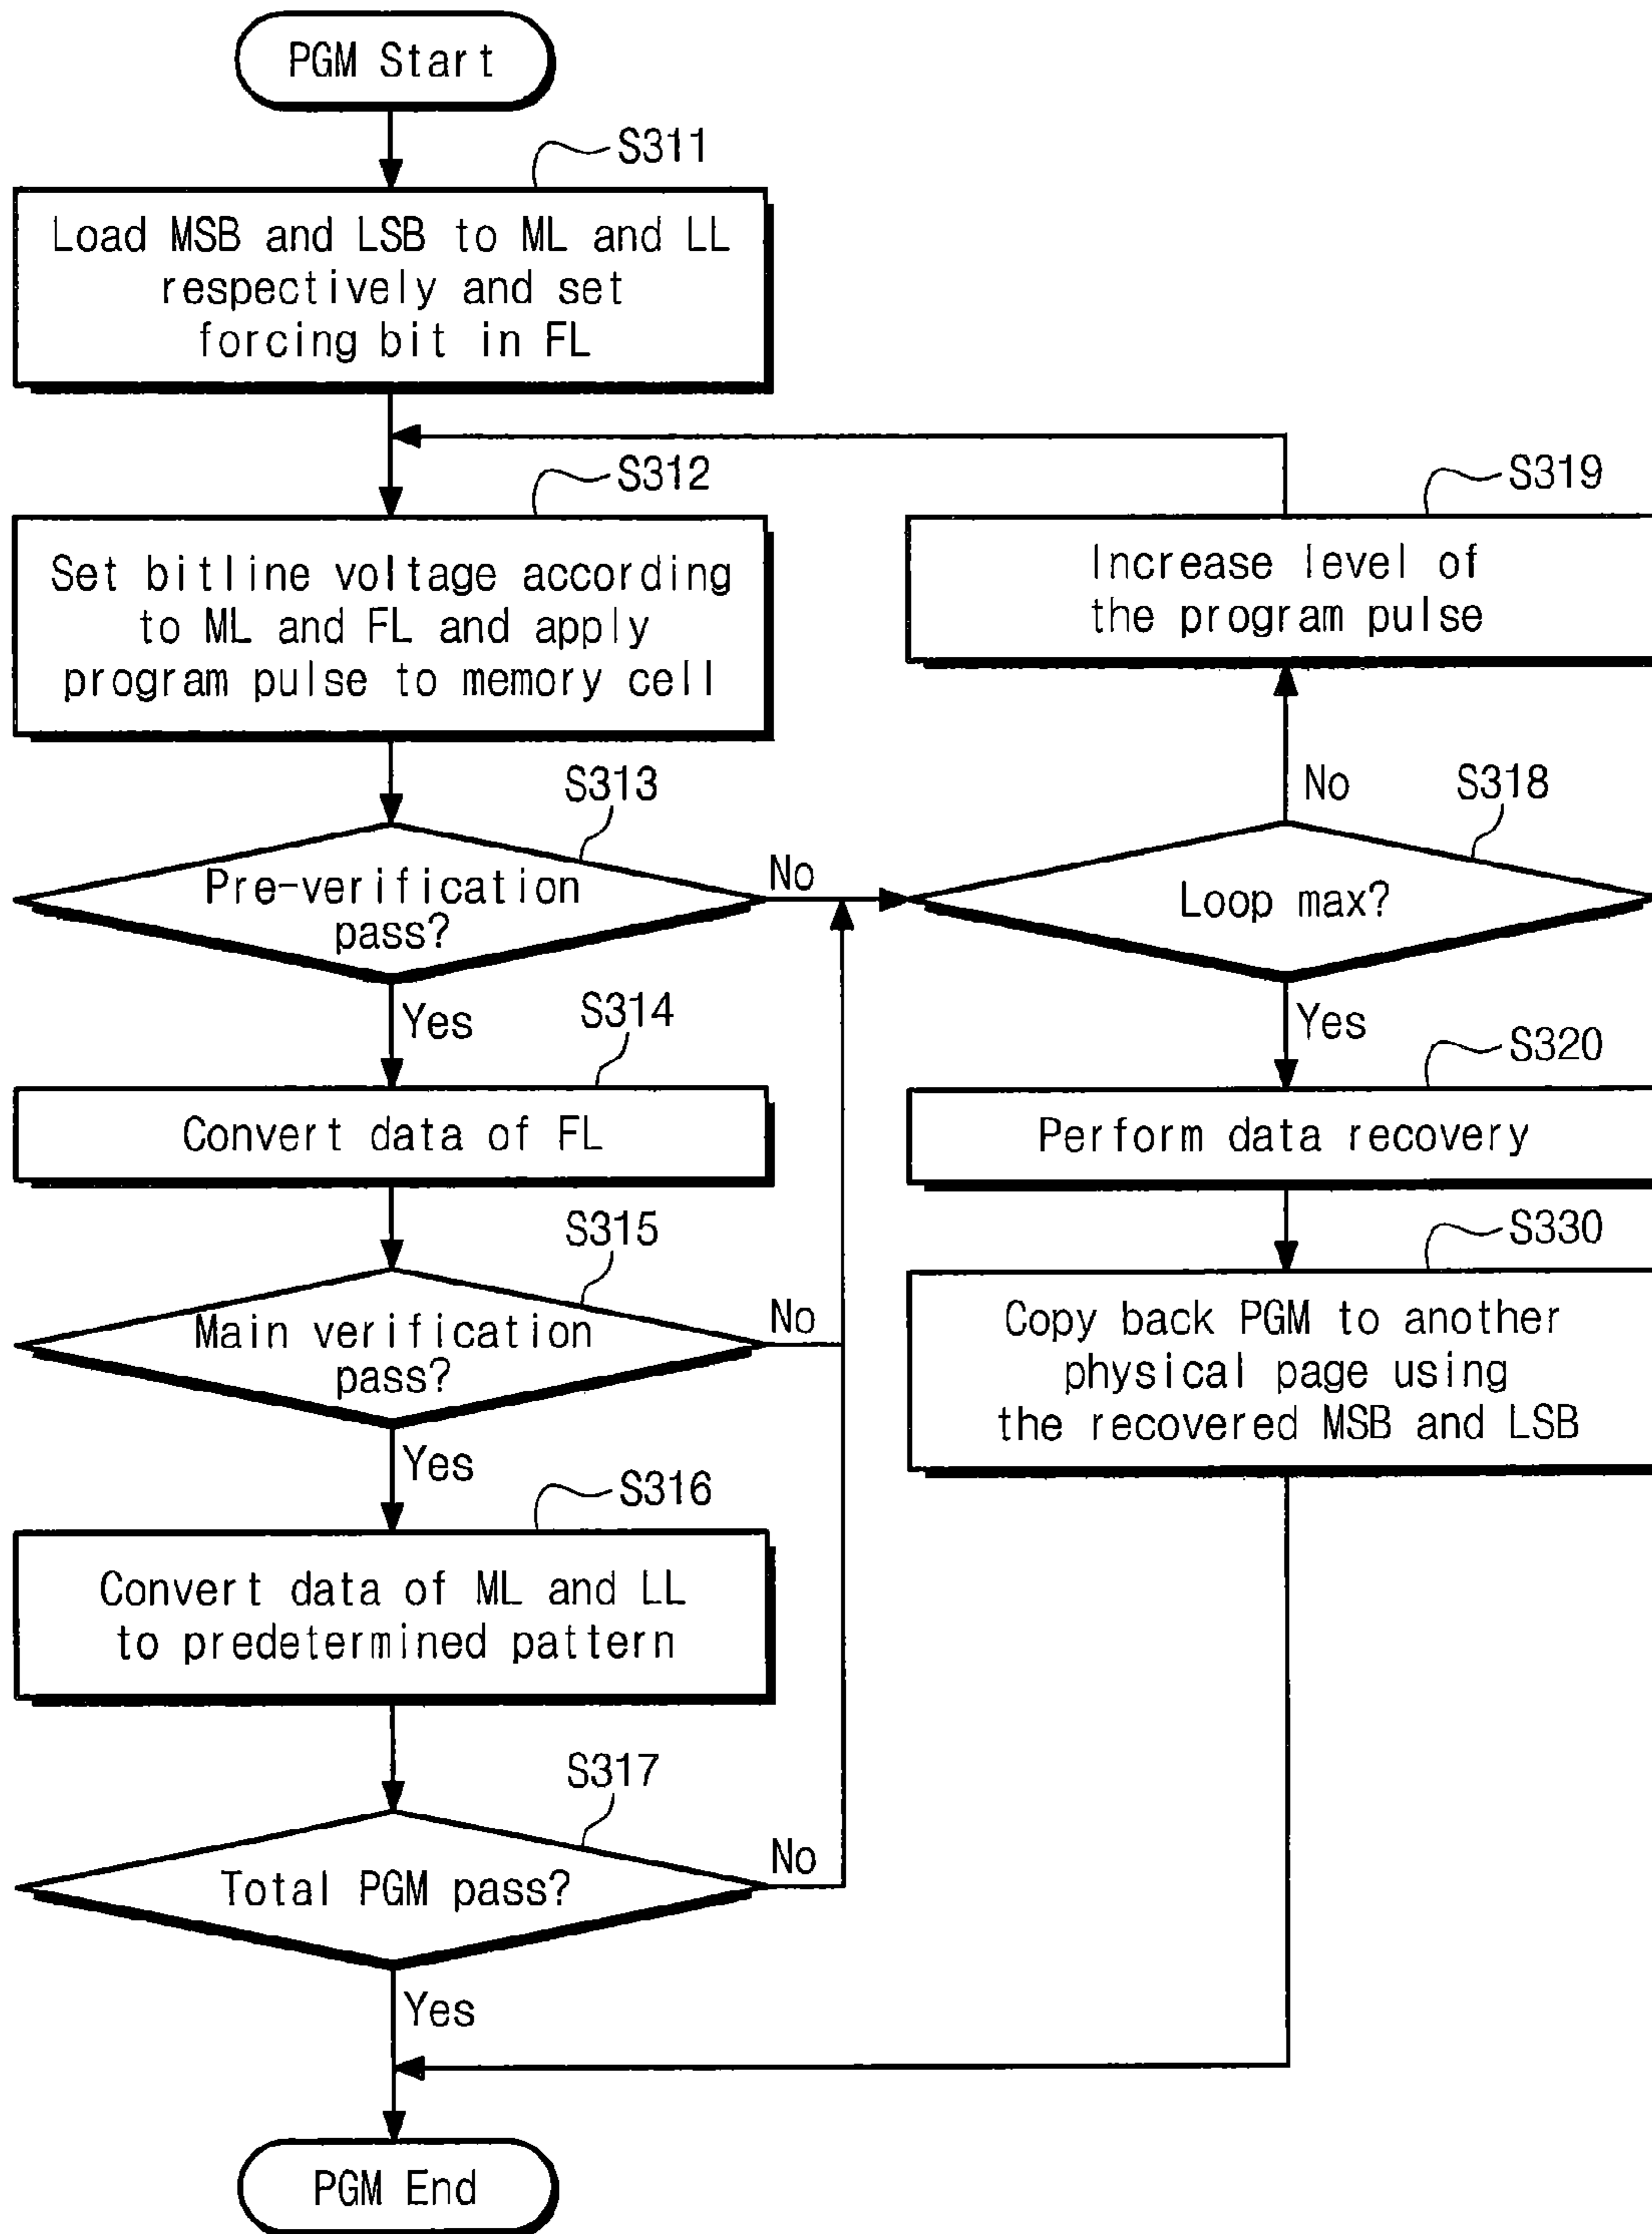 PGM Start
S311
Load MSB and LSB to ML and LL
respectively and set
forcing bit in FL
S312
Set bitline voltage according
to ML and FL and apply
program pulse to memory cell
S319
Increase level of
the program pulse
S313
Pre-verification
pass?
No
Yes
S318
Loop max?
No
Yes
S314
Convert data of FL
S320
Perform data recovery
S315
Main verification
pass?
No
Yes
S330
Copy back PGM to another
physical page using
the recovered MSB and LSB
S316
Convert data of ML and LL
to predetermined pattern
S317
Total PGM pass?
No
Yes
PGM End